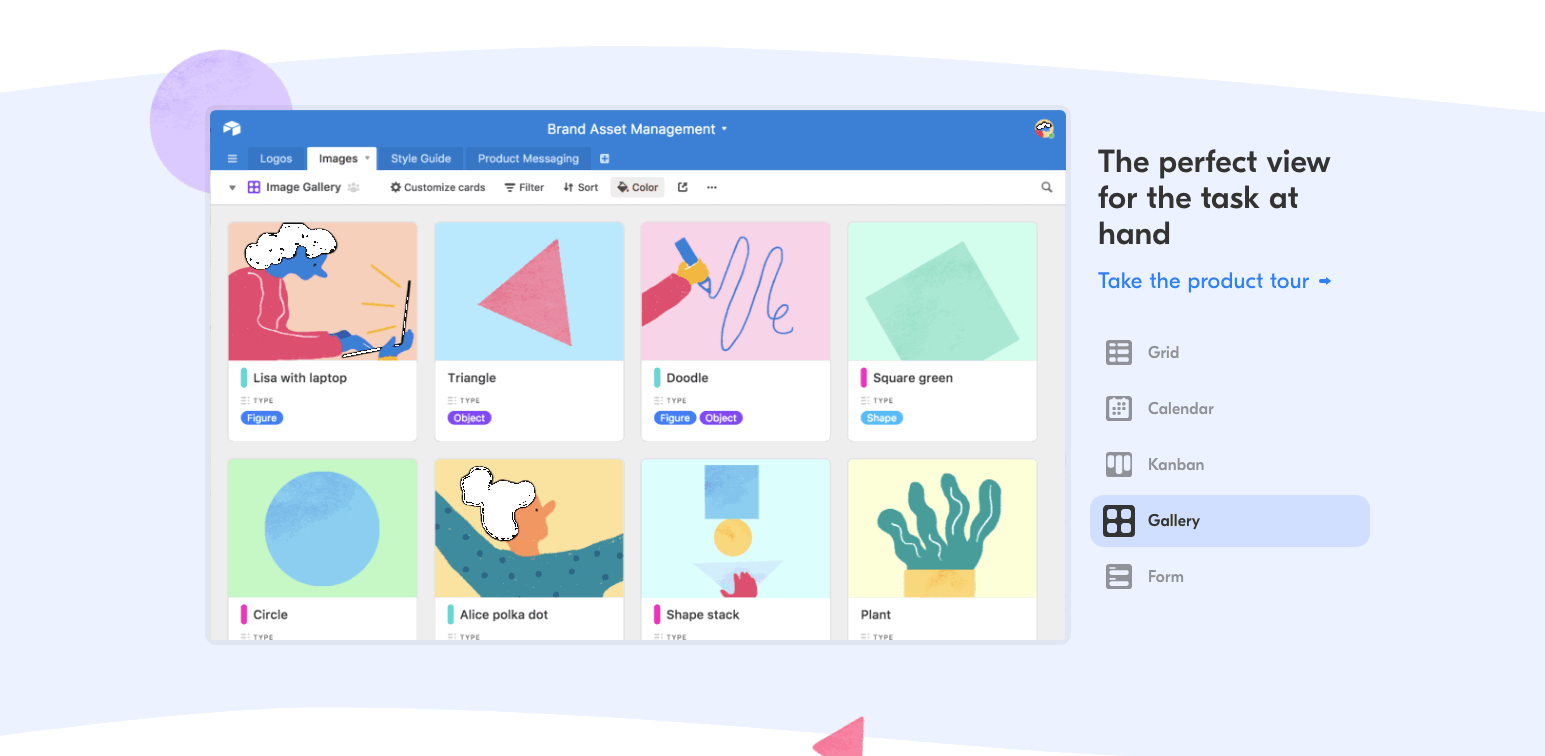 Brand Asset Management
Logos Images Style Guide Product Messaging
Image Gallery Customize cards Filter Sort Color
Lisa with laptop
TYPE
Figure
Triangle
TYPE
Object
Doodle
TYPE
Figure Object
Square green
TYPE
Shape
Circle
TYPE
Alice polka dot
TYPE
Shape stack
TYPE
Plant
TYPE
The perfect view
for the task at
hand
Take the product tour →
Grid
Calendar
Kanban
Gallery
Form